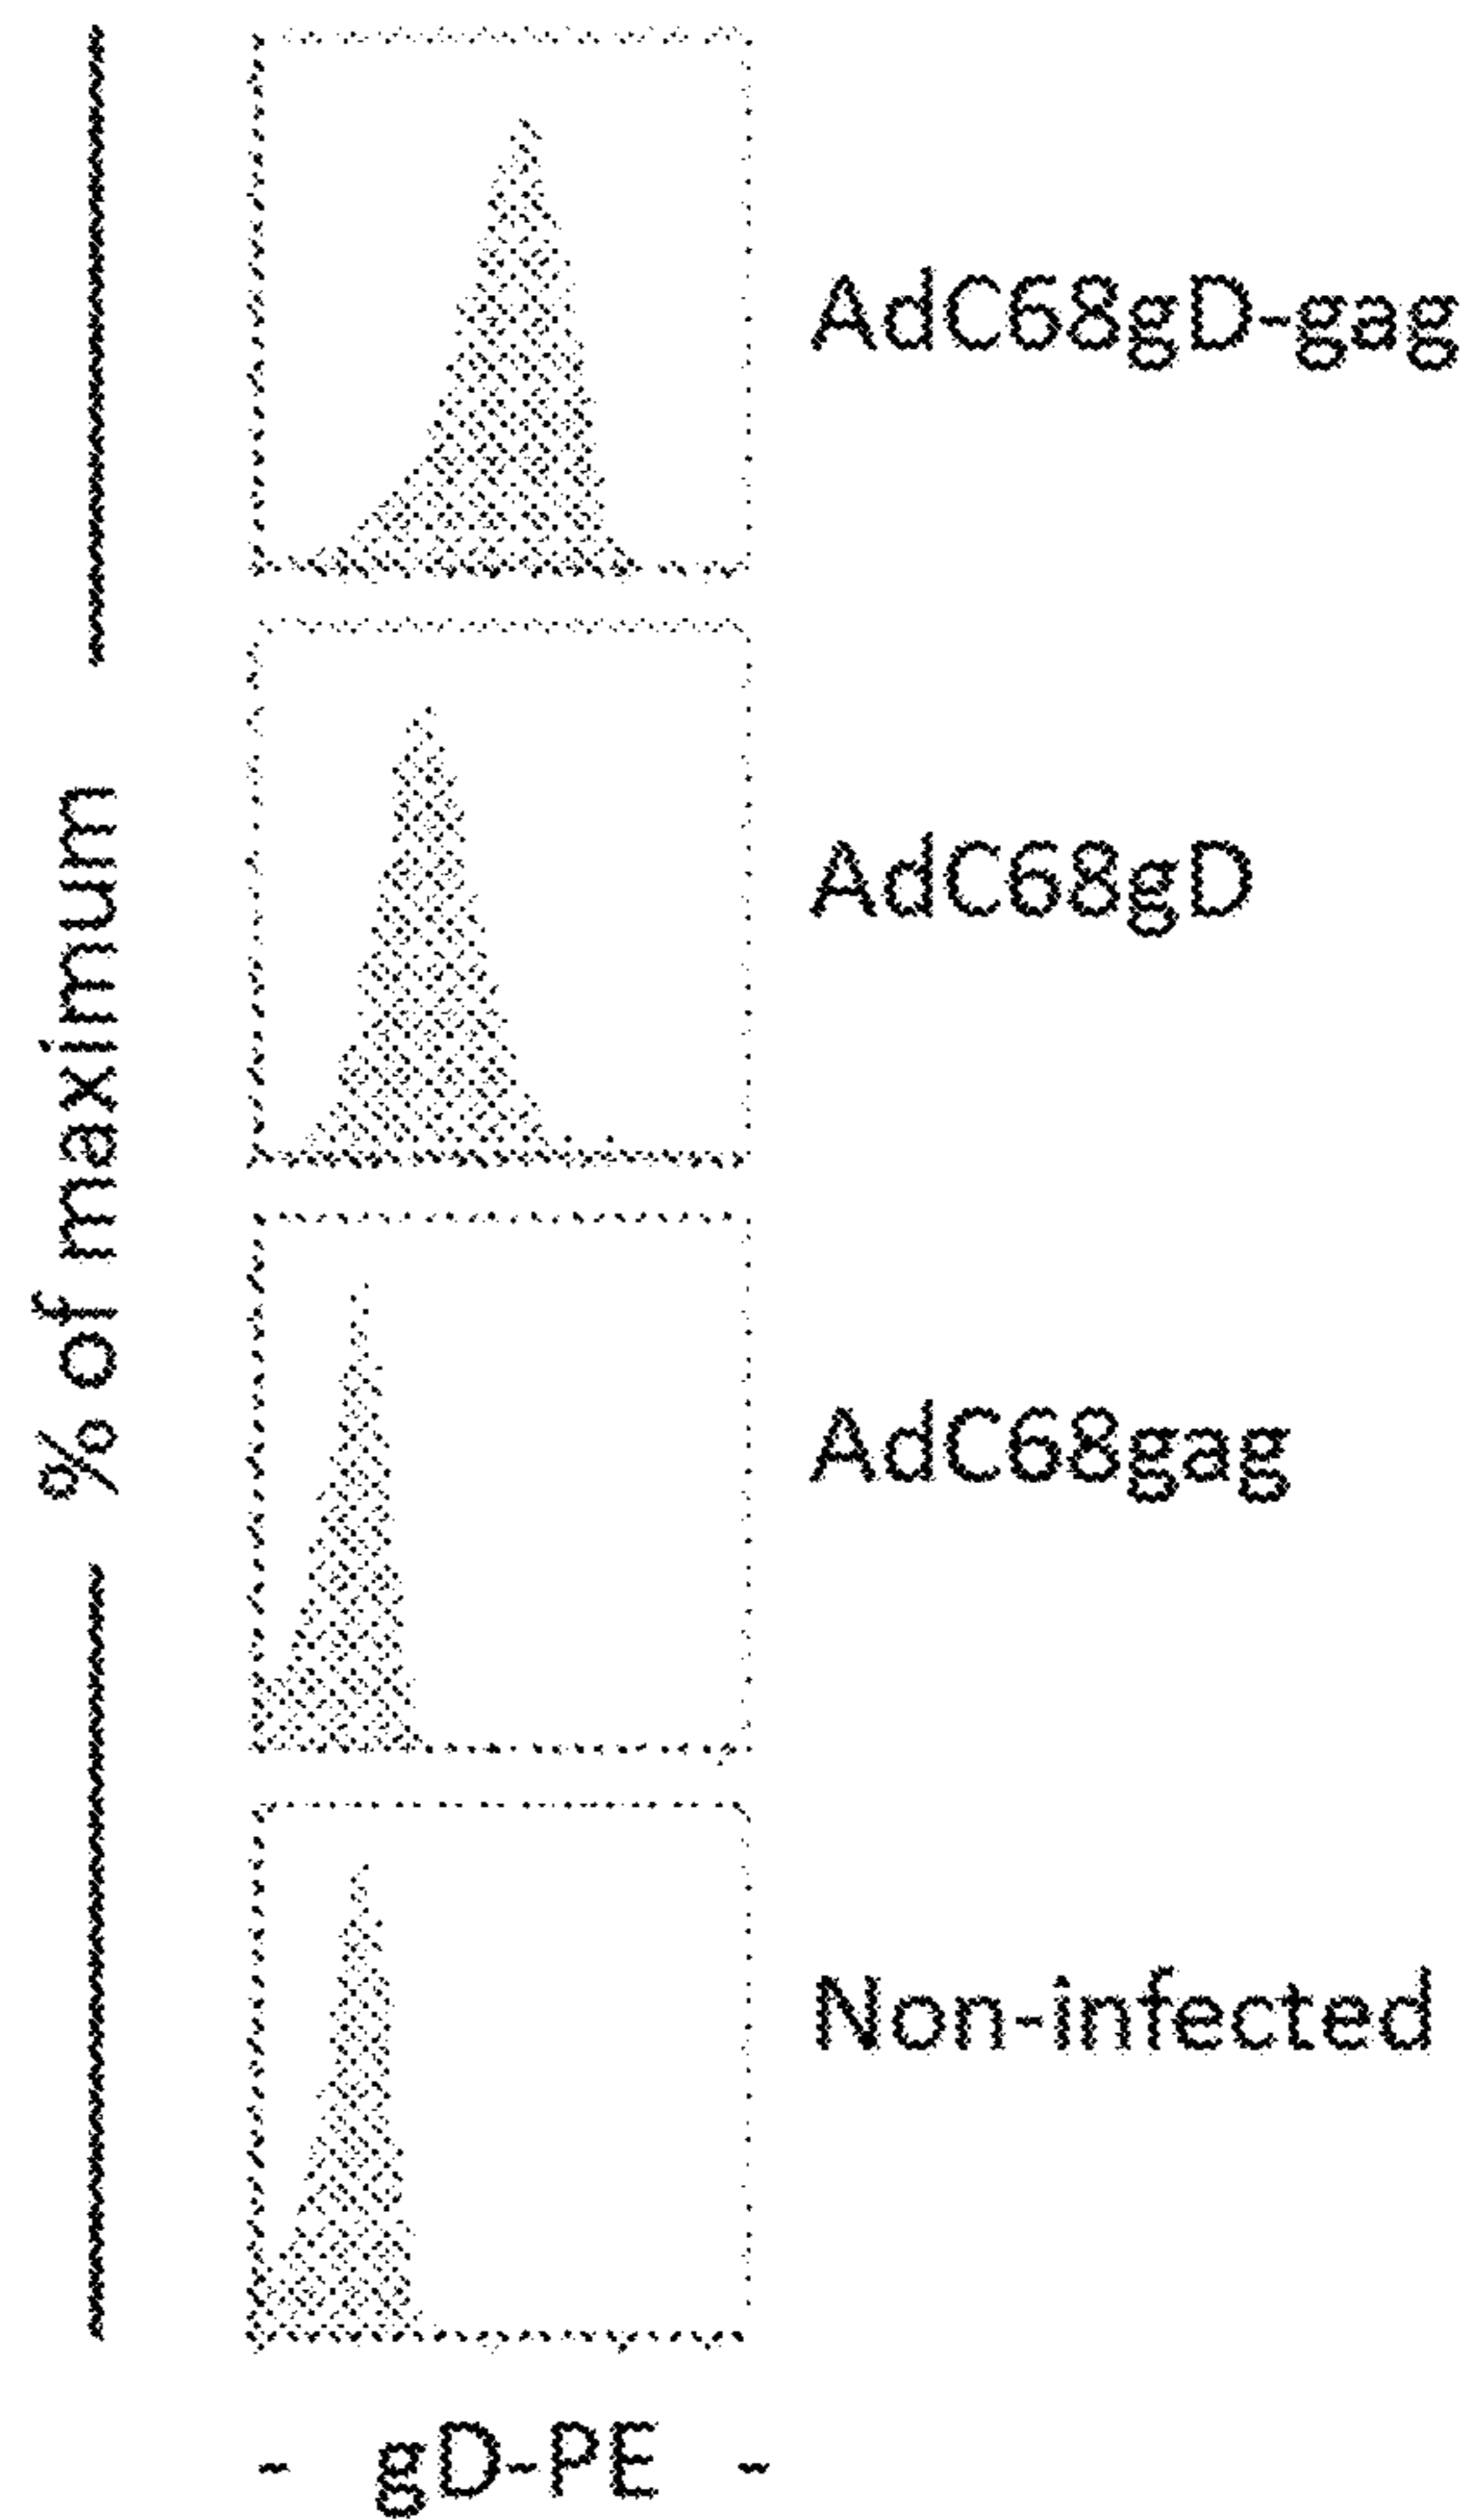 % of maximum
AdC68gD-gag
AdC68gD
AdC68gag
Non-infected
- gD-PE -